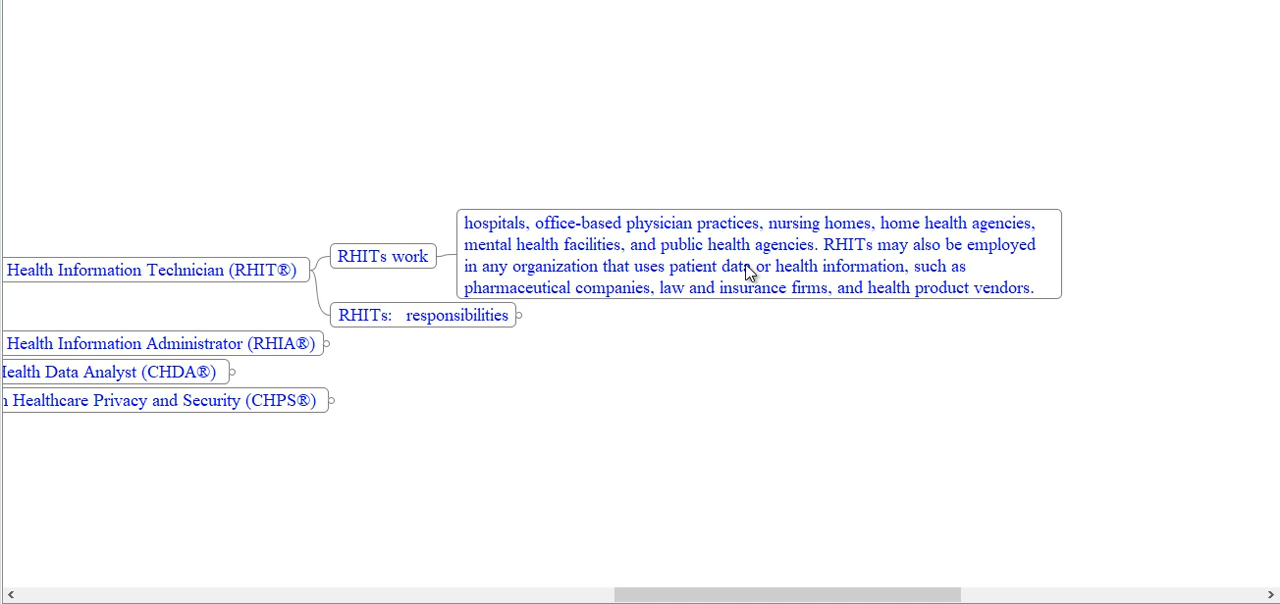 hospitals, office-based physician practices, nursing homes, home health agencies,
mental health facilities, and public health agencies. RHITs may also be employed
in any organization that uses patient data or health information, such as
pharmaceutical companies, law and insurance firms, and health product vendors.
RHITs work
Health Information Technician (RHIT®)
RHITs: responsibilities
Health Information Administrator (RHIA®)
Health Data Analyst (CHDA®)
Healthcare Privacy and Security (CHPS®)